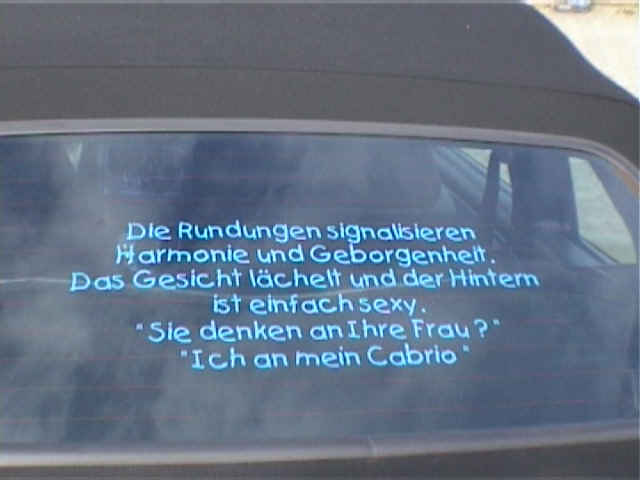 Die Rundungen signalisieren
Harmonie und Geborgenheit.
Das Gesicht lächelt und der Hintern
ist einfach sexy.
"Sie denken an Ihre Frau?"
"Ich an mein Cabrio"